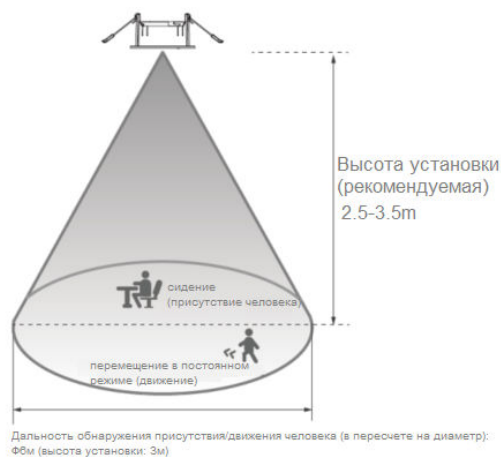 Высота установки
(рекомендуемая)
2.5-3.5m
сидение
(присутствие человека)
перемещение в постоянном
режиме (движение)
Дальность обнаружения присутствия/движения человека (в пересчете на диаметр):
Ф6м (высота установки: 3м)